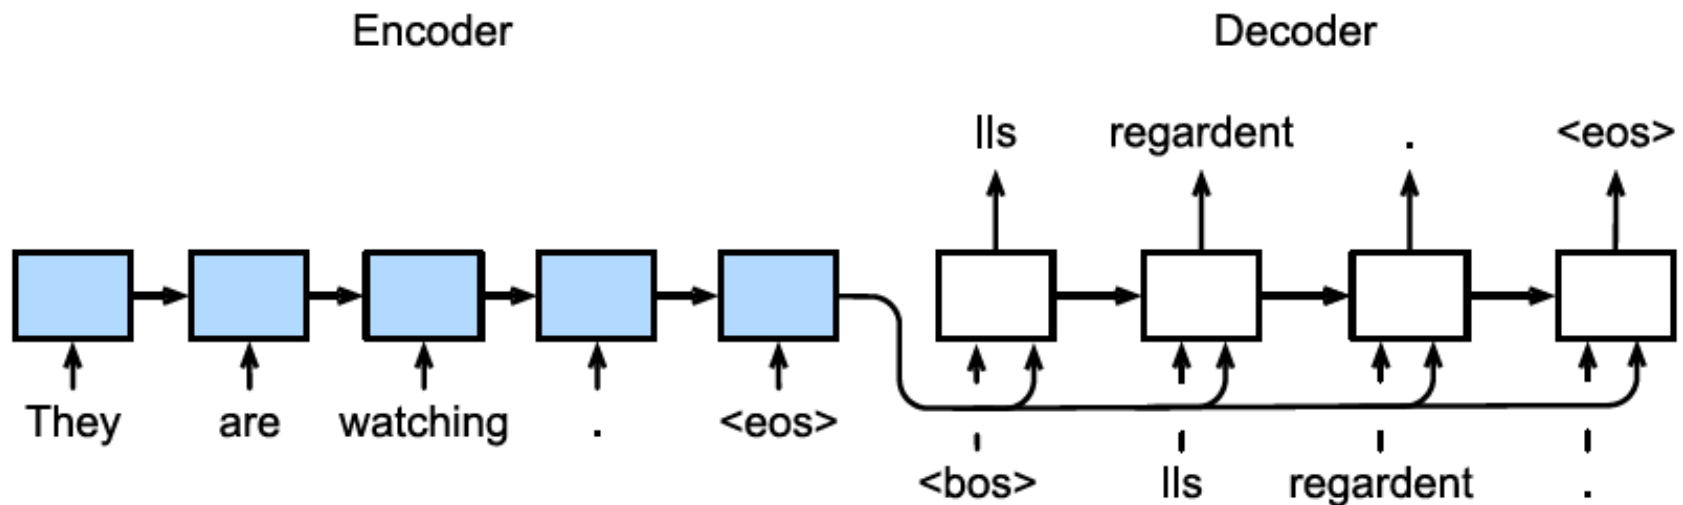 Encoder Decoder
Ils regardent . <eos>
They are watching . <eos>
<bos> Ils regardent .